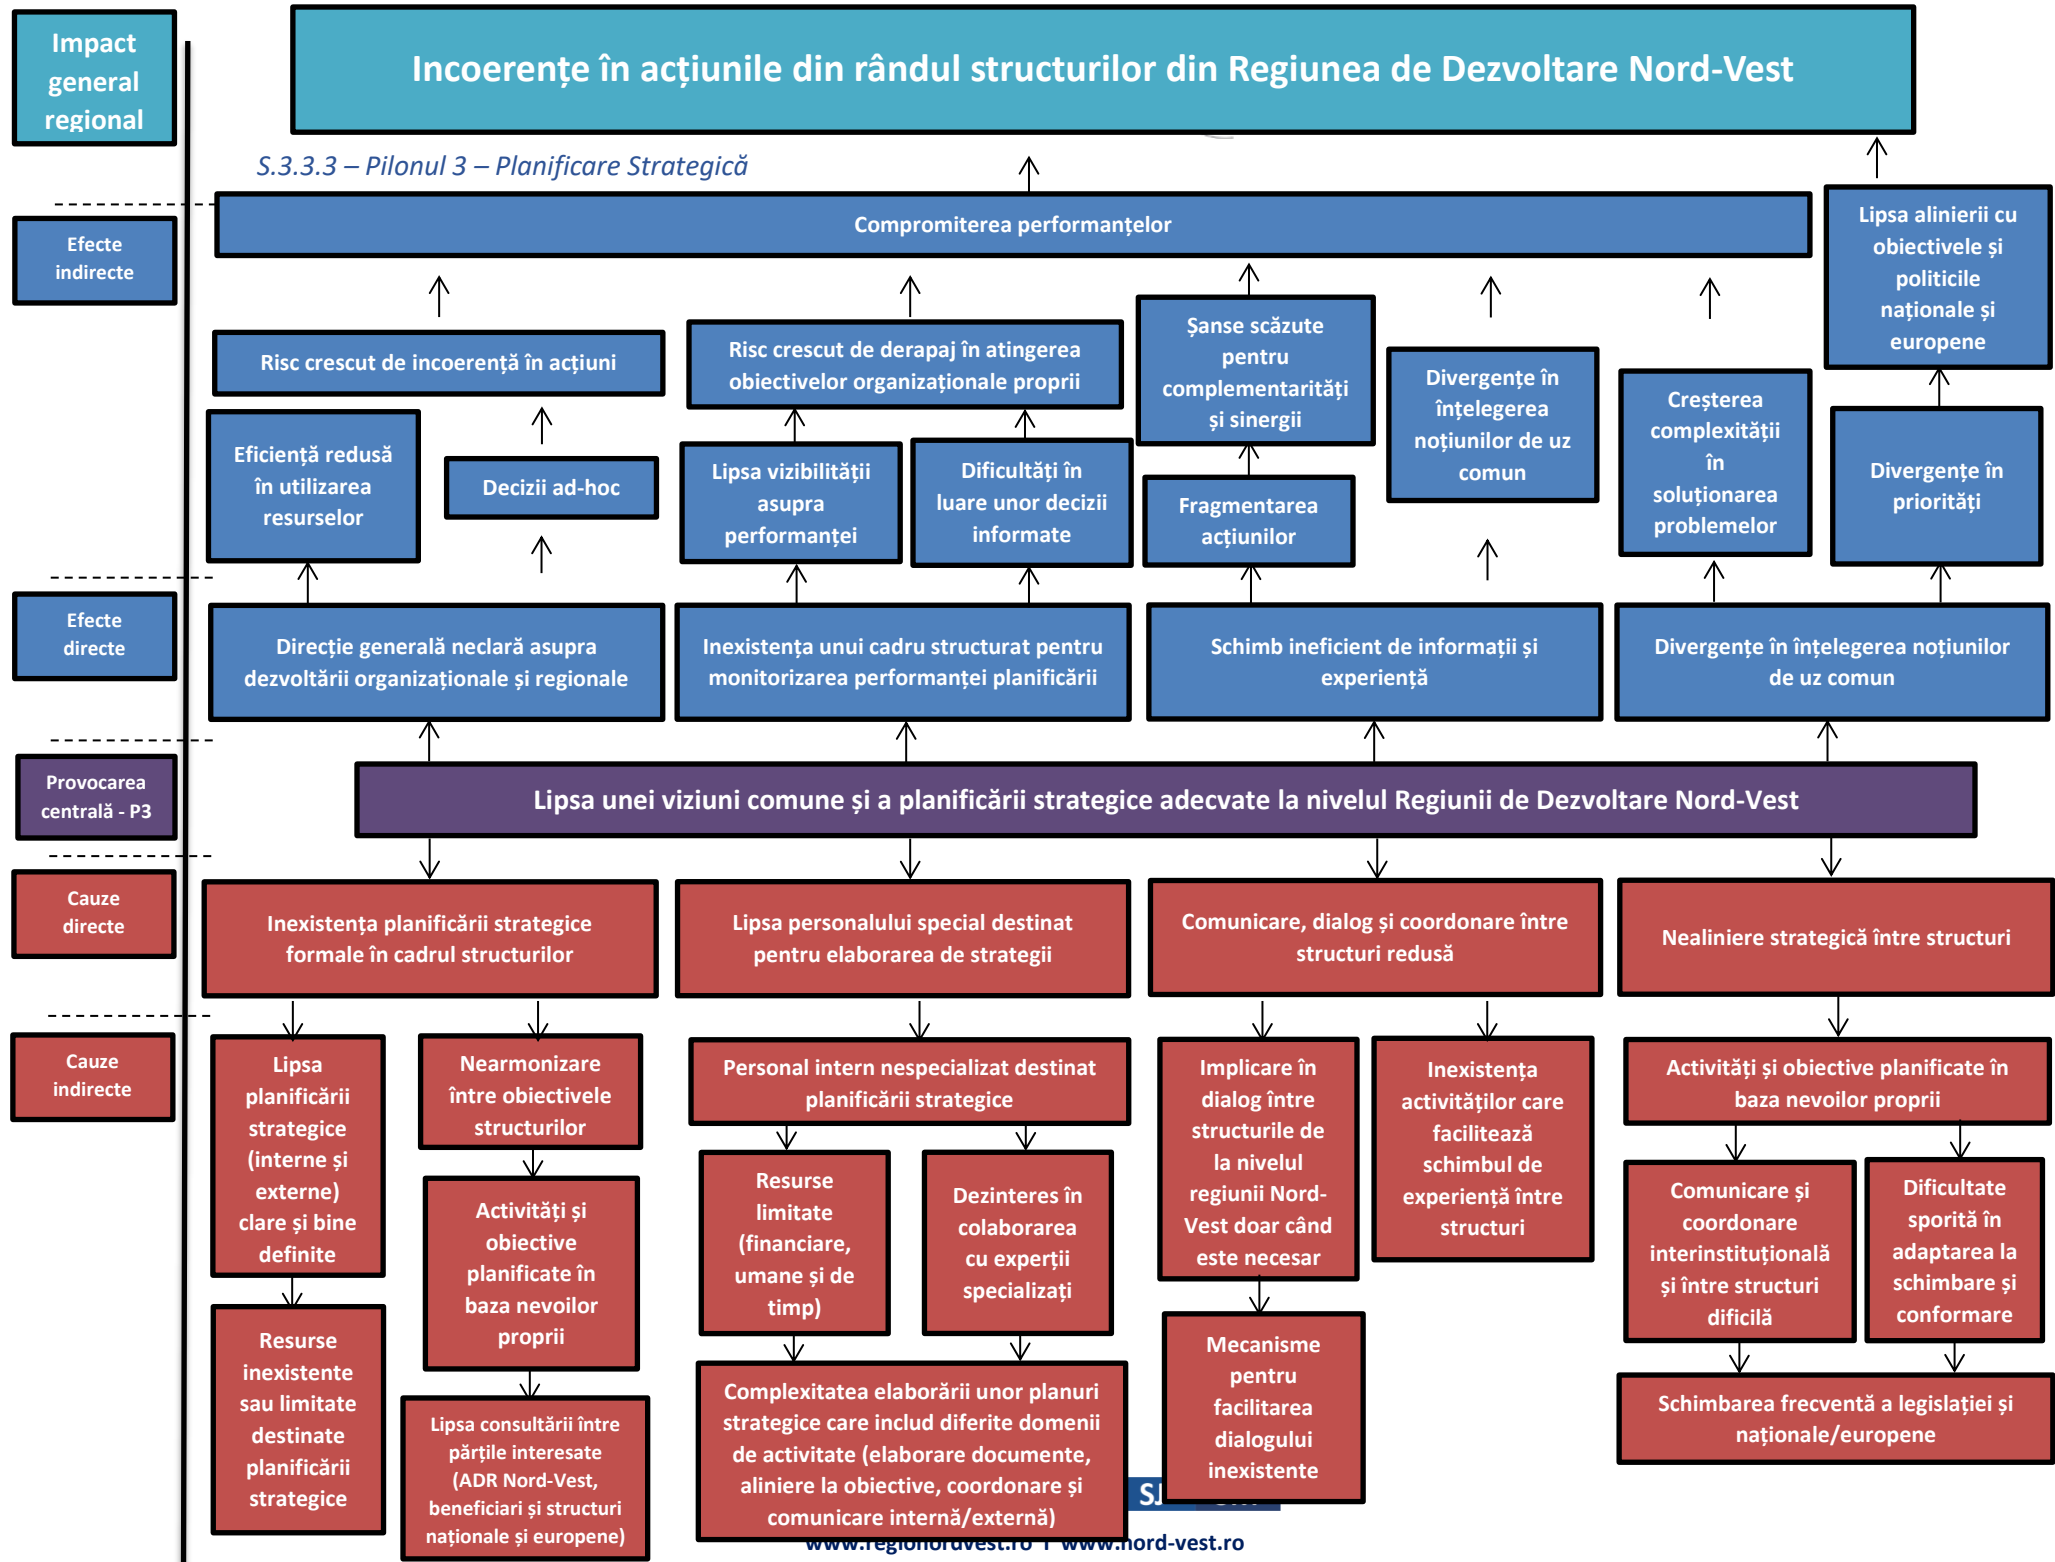 Impact
general
regional
Incoerențe în acțiunile din rândul structurilor din Regiunea de Dezvoltare Nord-Vest
S.3.3.3 – Pilonul 3 – Planificare Strategică
Efecte
indirecte
Compromiterea performanțelor
Lipsa alinierii cu
obiectivele și
politicile
naționale și
europene
Risc crescut de incoerență în acțiuni
Risc crescut de derapaj în atingerea
obiectivelor organizaționale proprii
Șanse scăzute
pentru
complementarități
și sinergii
Divergențe în
înțelegerea
noțiunilor de uz
comun
Creșterea
complexității
în
soluționarea
problemelor
Divergențe în
priorități
Eficiență redusă
în utilizarea
resurselor
Decizii ad-hoc
Lipsa vizibilității
asupra
performanței
Dificultăți în
luare unor decizii
informate
Fragmentarea
acțiunilor
Efecte
directe
Direcție generală neclară asupra
dezvoltării organizaționale și regionale
Inexistența unui cadru structurat pentru
monitorizarea performanței planificării
Schimb ineficient de informații și
experiență
Divergențe în înțelegerea noțiunilor
de uz comun
Provocarea
centrală - P3
Lipsa unei viziuni comune și a planificării strategice adecvate la nivelul Regiunii de Dezvoltare Nord-Vest
Cauze
directe
Inexistența planificării strategice
formale în cadrul structurilor
Lipsa personalului special destinat
pentru elaborarea de strategii
Comunicare, dialog și coordonare între
structuri redusă
Nealiniere strategică între structuri
Cauze
indirecte
Lipsa
planificării
strategice
(interne și
externe)
clare și bine
definite
Nearmonizare
între obiectivele
structurilor
Personal intern nespecializat destinat
planificării strategice
Implicare în
dialog între
structurile de
la nivelul
regiunii Nord-
Vest doar când
este necesar
Inexistența
activităților care
facilitează
schimbul de
experiență între
structuri
Activități și obiective planificate în
baza nevoilor proprii
Activități și
obiective
planificate în
baza nevoilor
proprii
Resurse
limitate
(financiare,
umane și de
timp)
Dezinteres în
colaborarea
cu experții
specializați
Comunicare și
coordonare
interinstituțională
și între structuri
dificilă
Dificultate
sporită în
adaptarea la
schimbare și
conformare
Resurse
inexistente
sau limitate
destinate
planificării
strategice
Lipsa consultării între
părțile interesate
(ADR Nord-Vest,
beneficiari și structuri
naționale și europene)
Complexitatea elaborării unor planuri
strategice care includ diferite domenii
de activitate (elaborare documente,
aliniere la obiective, coordonare și
comunicare internă/externă)
Mecanisme
pentru
facilitarea
dialogului
inexistente
Schimbarea frecventă a legislației și
naționale/europene
www.regionordvest.ro I www.nord-vest.ro